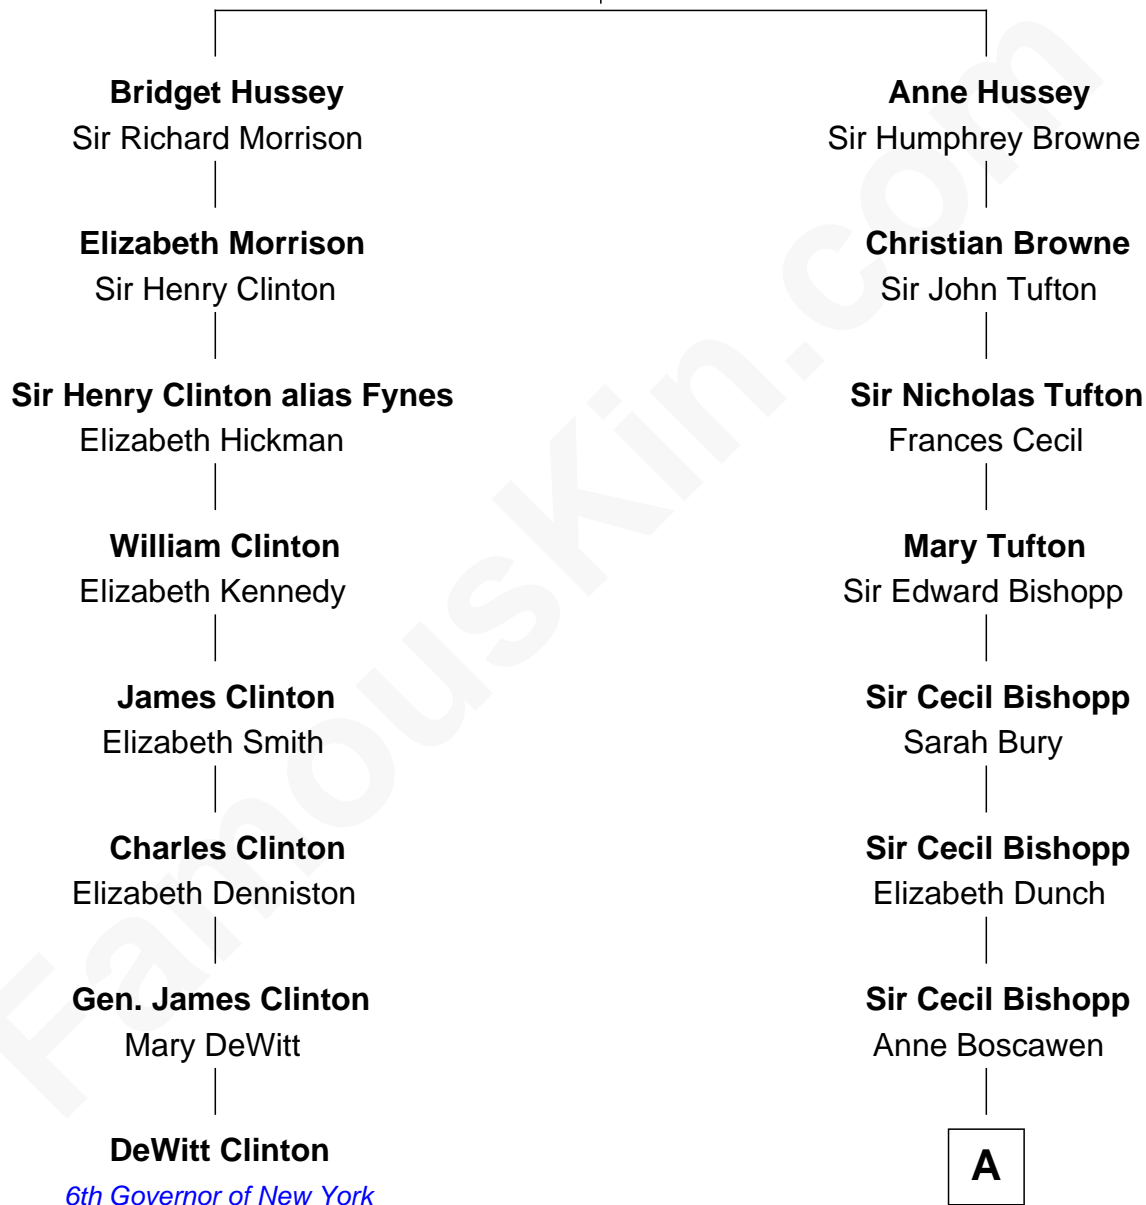 Bridget Hussey
Sir Richard Morrison
Elizabeth Morrison
Sir Henry Clinton
Sir Henry Clinton alias Fynes
Elizabeth Hickman
William Clinton
Elizabeth Kennedy
James Clinton
Elizabeth Smith
Charles Clinton
Elizabeth Denniston
Gen. James Clinton
Mary DeWitt
DeWitt Clinton
6th Governor of New York
Anne Hussey
Sir Humphrey Browne
Christian Browne
Sir John Tufton
Sir Nicholas Tufton
Frances Cecil
Mary Tufton
Sir Edward Bishopp
Sir Cecil Bishopp
Sarah Bury
Sir Cecil Bishopp
Elizabeth Dunch
Sir Cecil Bishopp
Anne Boscawen
A
FamousKin.com